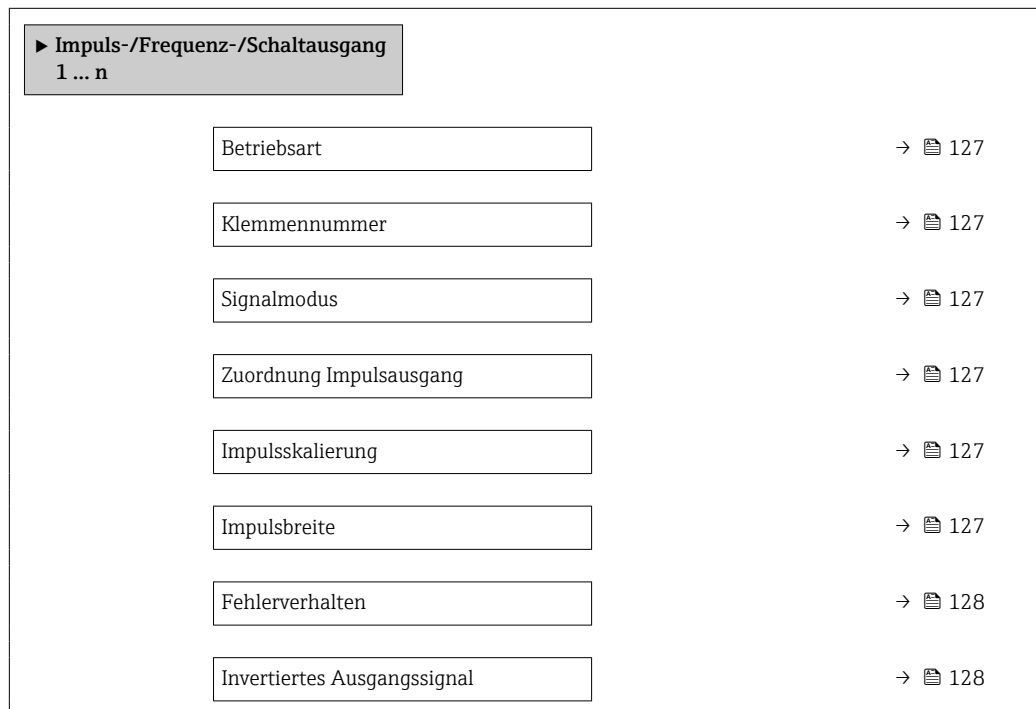 ► Impuls-/Frequenz-/Schaltausgang
1 … n
Betriebsart → 127
Klemmennummer → 127
Signalmodus → 127
Zuordnung Impulsausgang → 127
Impulsskalierung → 127
Impulsbreite → 127
Fehlerverhalten → 128
Invertiertes Ausgangssignal → 128